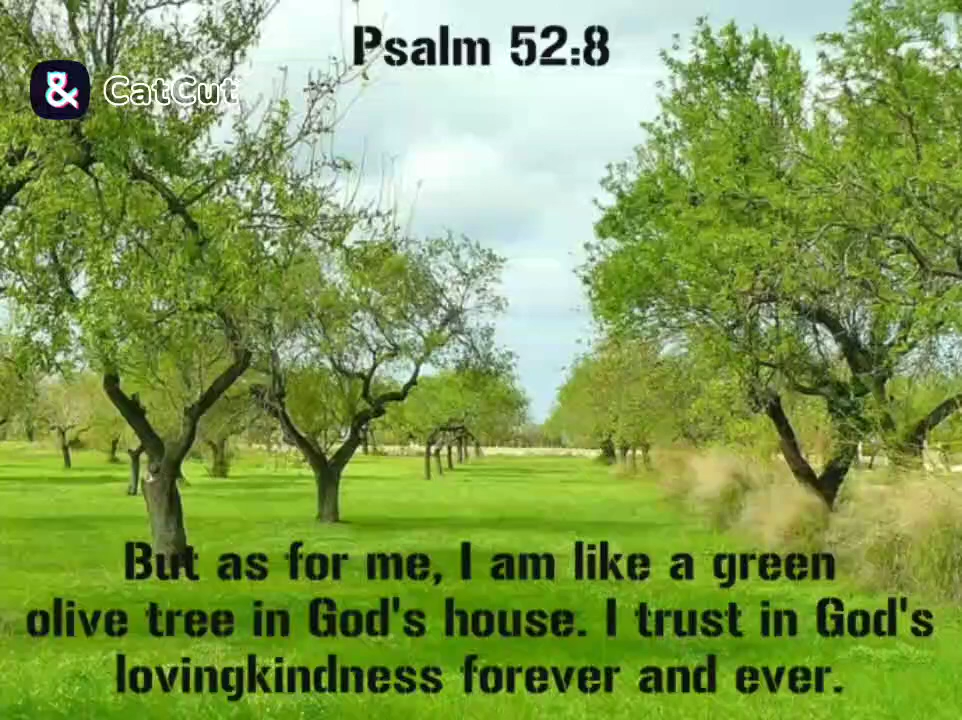 Psalm 52:8
& CatCut
But as for me, I am like a green
olive tree in God's house. I trust in God's
lovingkindness forever and ever.